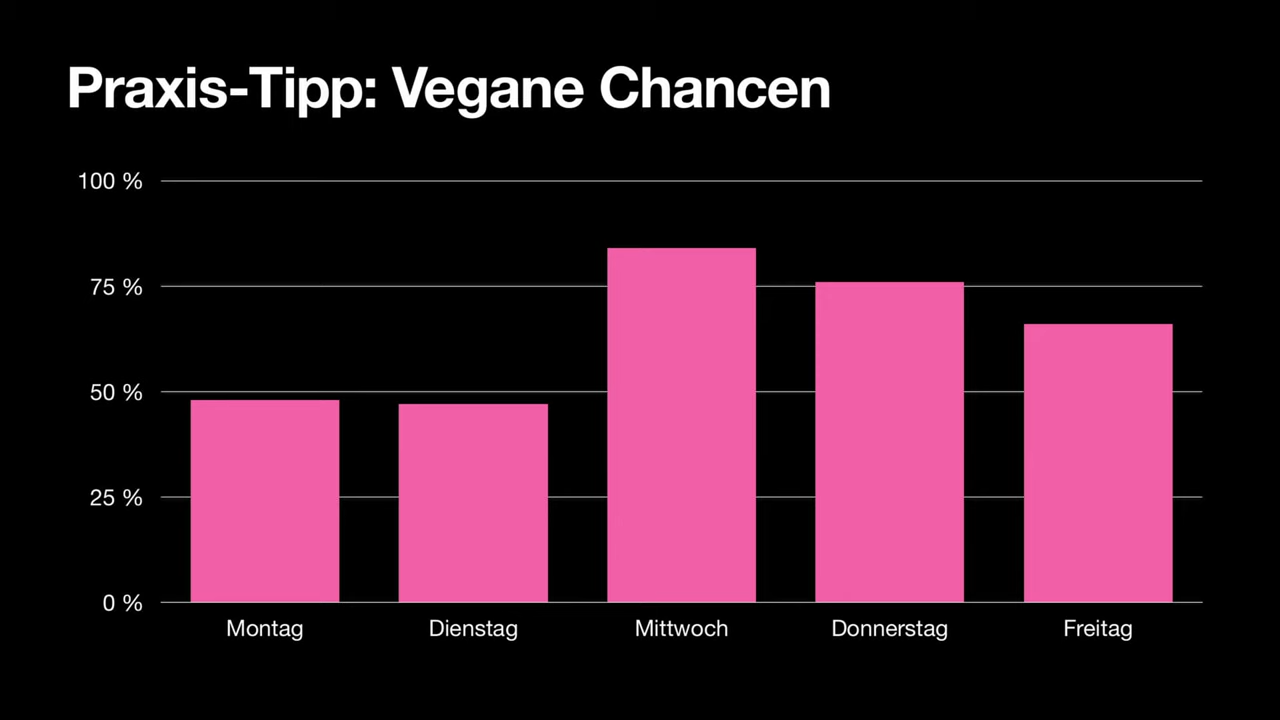 Praxis-Tipp: Vegane Chancen
100 %
75 %
50 %
25 %
0 %
Montag
Dienstag
Mittwoch
Donnerstag
Freitag